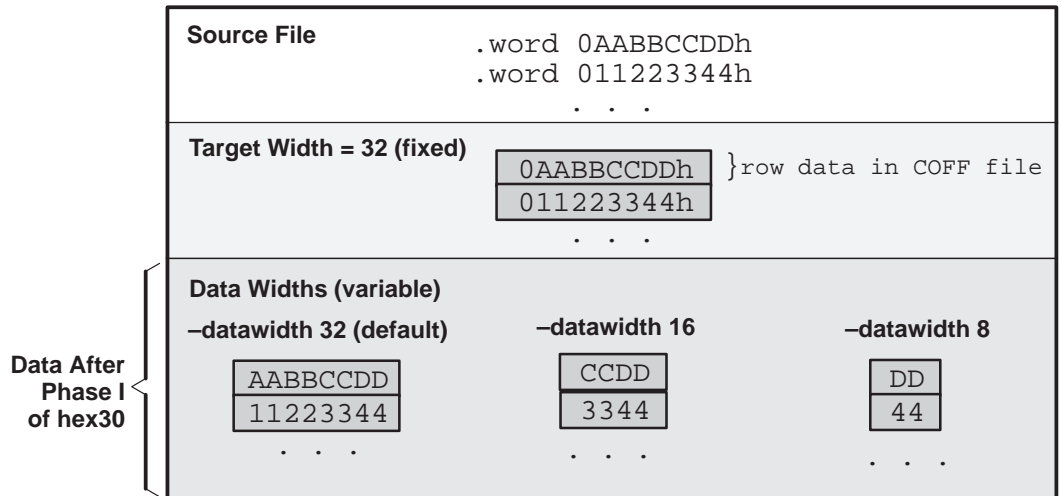 Source File
.word 0AABBCCDDh
.word 011223344h
. . .
Target Width = 32 (fixed)
0AABBCCDDh
}row data in COFF file
011223344h
. . .
Data Widths (variable)
–datawidth 32 (default)
–datawidth 16
–datawidth 8
Data After
Phase I
of hex30
AABBCCDD
11223344
. . .
CCDD
3344
. . .
DD
44
. . .